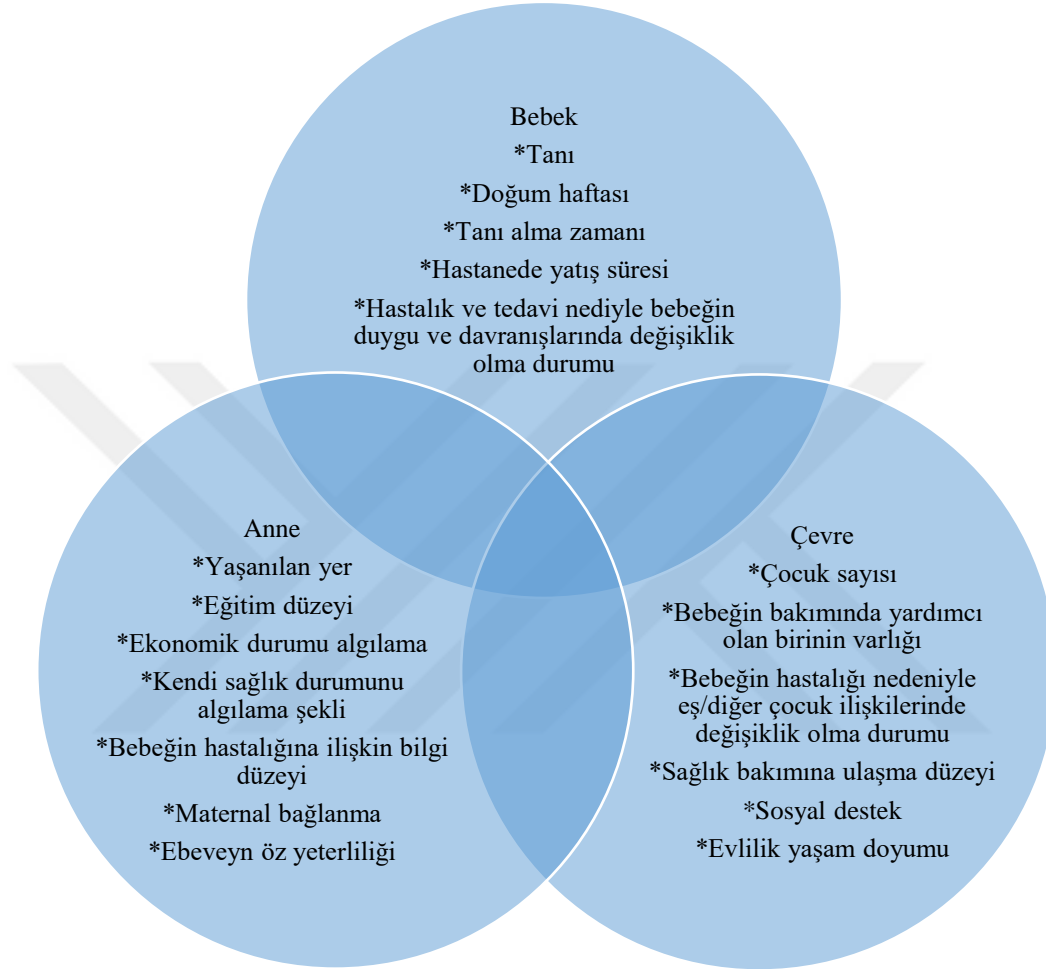 Bebek
*Tanı
*Doğum haftası
*Tanı alma zamanı
*Hastanede yatış süresi
*Hastalık ve tedavi nediyle bebeğin
duygu ve davranışlarında değişiklik
olma durumu
Anne
*Yaşanılan yer
*Eğitim düzeyi
*Ekonomik durumu algılama
*Kendi sağlık durumunu
algılama şekli
*Bebeğin hastalığına ilişkin bilgi
düzeyi
*Maternal bağlanma
*Ebeveyn öz yeterliliği
Çevre
*Çocuk sayısı
*Bebeğin bakımında yardımcı
olan birinin varlığı
*Bebeğin hastalığı nedeniyle
eş/diğer çocuk ilişkilerinde
değişiklik olma durumu
*Sağlık bakımına ulaşma düzeyi
*Sosyal destek
*Evlilik yaşam doyumu